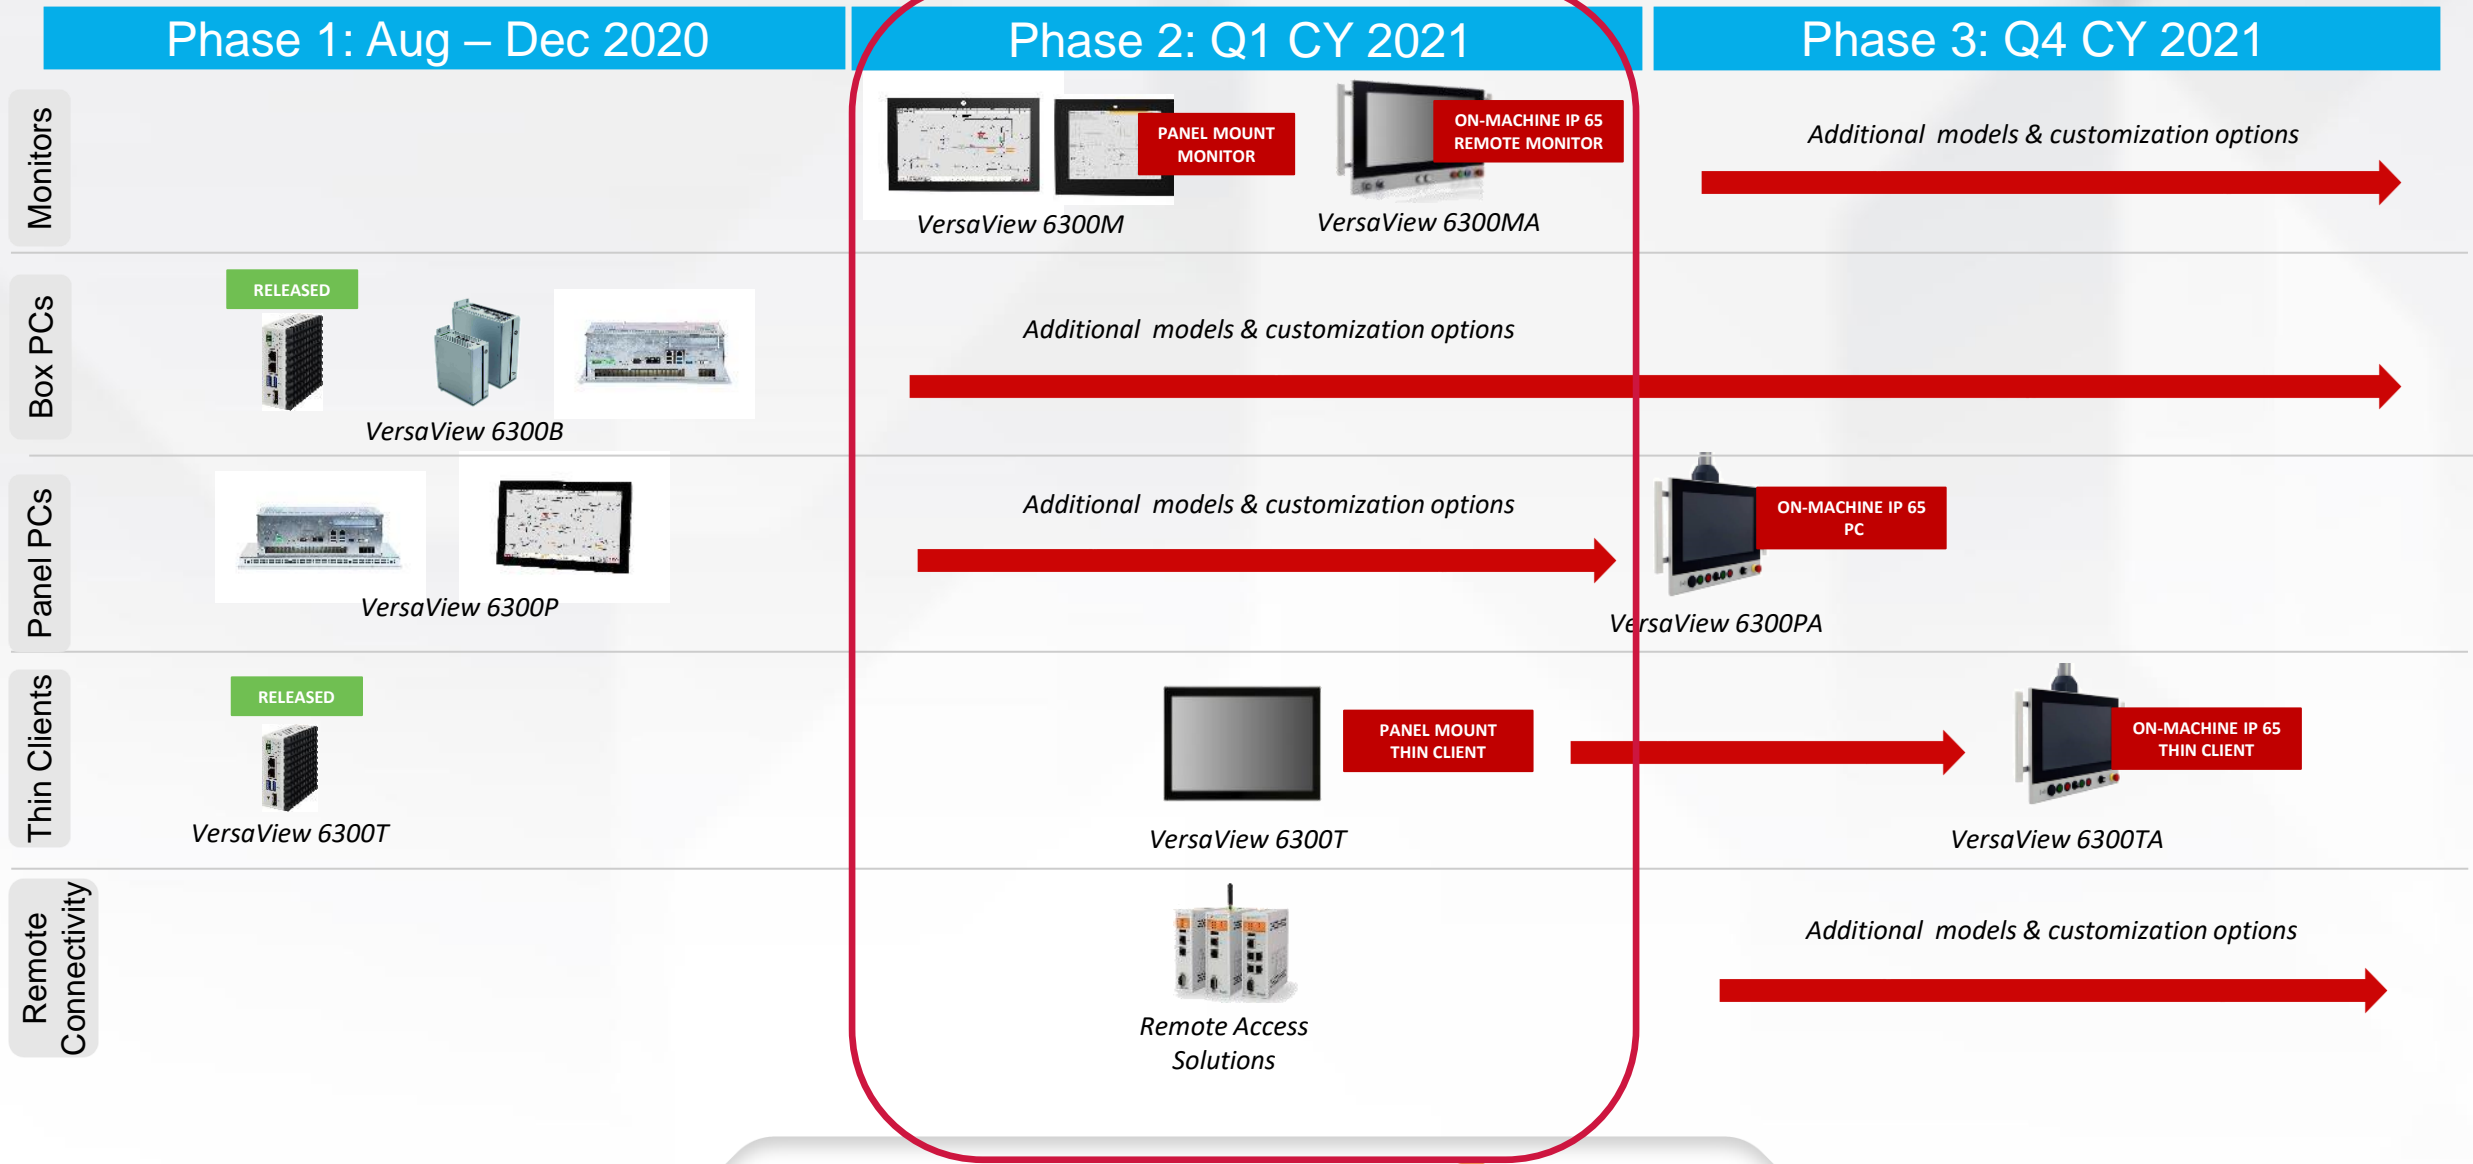 Phase 1: Aug – Dec 2020
Phase 2: Q1 CY 2021
Phase 3: Q4 CY 2021
Monitors
PANEL MOUNT
MONITOR
VersaView 6300M
ON-MACHINE IP 65
REMOTE MONITOR
VersaView 6300MA
Additional models & customization options
Box PCs
RELEASED
VersaView 6300B
Additional models & customization options
Panel PCs
VersaView 6300P
Additional models & customization options
ON-MACHINE IP 65
PC
VersaView 6300PA
Thin Clients
RELEASED
VersaView 6300T
PANEL MOUNT
THIN CLIENT
VersaView 6300T
ON-MACHINE IP 65
THIN CLIENT
VersaView 6300TA
Remote
Connectivity
Remote Access
Solutions
Additional models & customization options